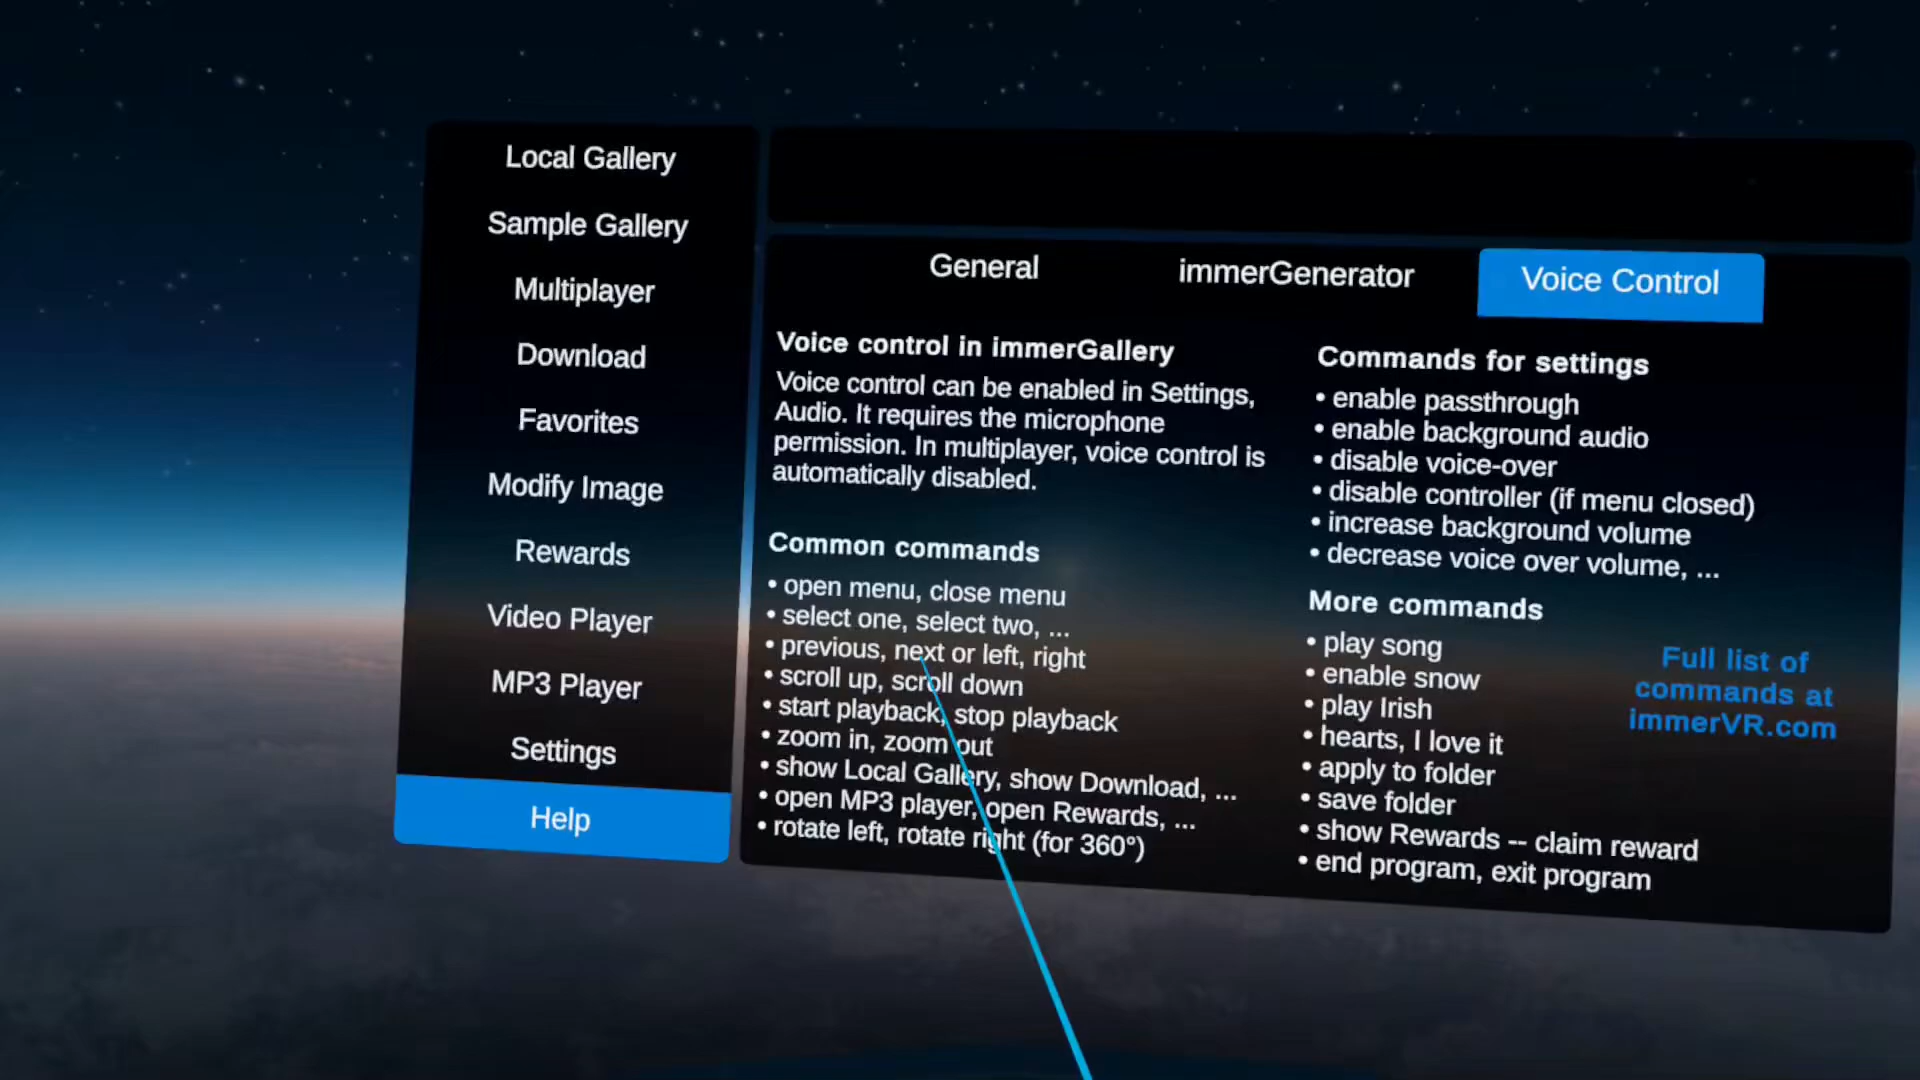 Local Gallery
Sample Gallery
Multiplayer
Download
Favorites
Modify Image
Rewards
Video Player
MP3 Player
Settings
Help
General
immerGenerator
Voice Control
Voice control in immerGallery
Voice control can be enabled in Settings,
Audio. It requires the microphone
permission. In multiplayer, voice control is
automatically disabled.
Common commands
• open menu, close menu
• select one, select two, ...
• previous, next or left, right
• scroll up, scroll down
• start playback, stop playback
• zoom in, zoom out
• show Local Gallery, show Download, ...
• open MP3 player, open Rewards, ...
• rotate left, rotate right (for 360°)
Commands for settings
• enable passthrough
• enable background audio
• disable voice-over
• disable controller (if menu closed)
• increase background volume
• decrease voice over volume, ...
More commands
• play song
• enable snow
• play Irish
• hearts, I love it
• apply to folder
• save folder
• show Rewards -- claim reward
• end program, exit program
Full list of
commands at
immerVR.com